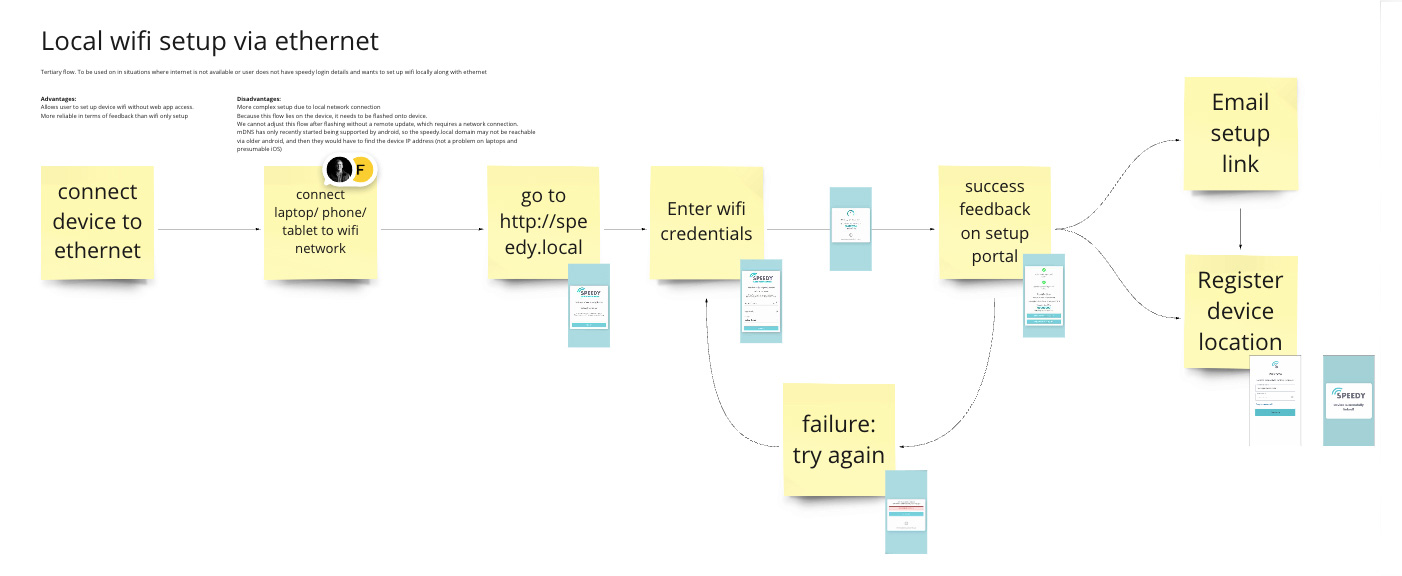 Local wifi setup via ethernet
Tertiary flow. To be used on in situations where internet is not available or user does not have speedy login details and wants to set up wifi locally along with ethernet
Advantages:
Allows user to set up device wifi without web app access.
More reliable in terms of feedback than wifi only setup
Disadvantages:
More complex setup due to local network connection
Because this flow lies on the device, it needs to be flashed onto device.
We cannot adjust this flow after flashing without a remote update, which requires a network connection.
mDNS has only recently started being supported by android, so the speedy.local domain may not be reachable
via older android, and then they would have to find the device IP address (not a problem on laptops and
presumable iOS)
connect
device to
ethernet
F
connect
laptop/ phone/
tablet to wifi
network
go to
http://spe
edy.local
SPEEDY
Enter wifi
credentials
SPEEDY
success
feedback
on setup
portal
failure:
try again
Email
setup
link
Register
device
location
SPEEDY